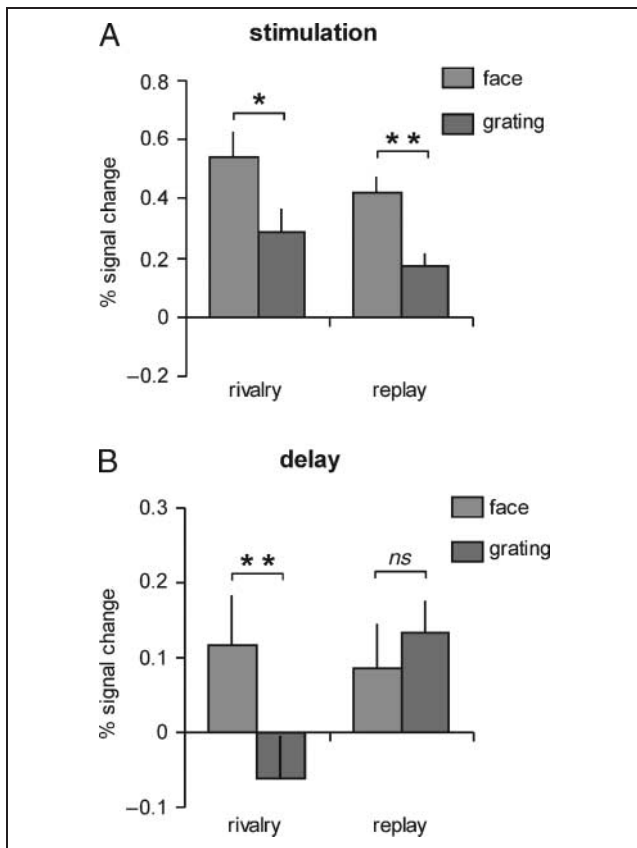 A
stimulation
face
grating
% signal change
0.8
0.6
0.4
0.2
0
–0.2
*
**
rivalry
replay
B
delay
face
grating
% signal change
0.3
0.2
0.1
0
–0.1
**
ns
rivalry
replay